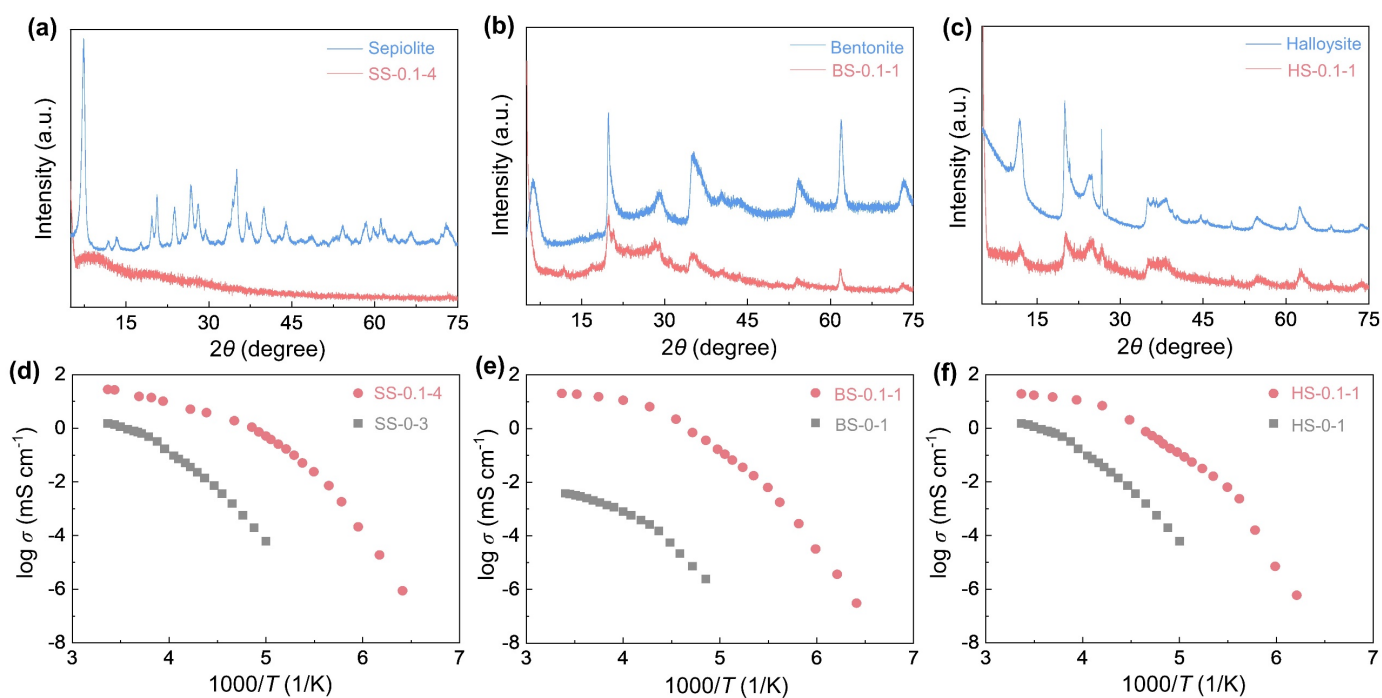 (a)
Sepiolite
SS-0.1-4
Intensity (a.u.)
15 30 45 60 75
2θ (degree)
(b)
Bentonite
BS-0.1-1
Intensity (a.u.)
15 30 45 60 75
2θ (degree)
(c)
Halloysite
HS-0.1-1
Intensity (a.u.)
15 30 45 60 75
2θ (degree)
(d)
SS-0.1-4
SS-0-3
log σ (mS cm⁻¹)
2
0
-2
-4
-6
-8
3 4 5 6 7
1000/T (1/K)
(e)
BS-0.1-1
BS-0-1
log σ (mS cm⁻¹)
2
0
-2
-4
-6
-8
3 4 5 6 7
1000/T (1/K)
(f)
HS-0.1-1
HS-0-1
log σ (mS cm⁻¹)
2
0
-2
-4
-6
-8
3 4 5 6 7
1000/T (1/K)